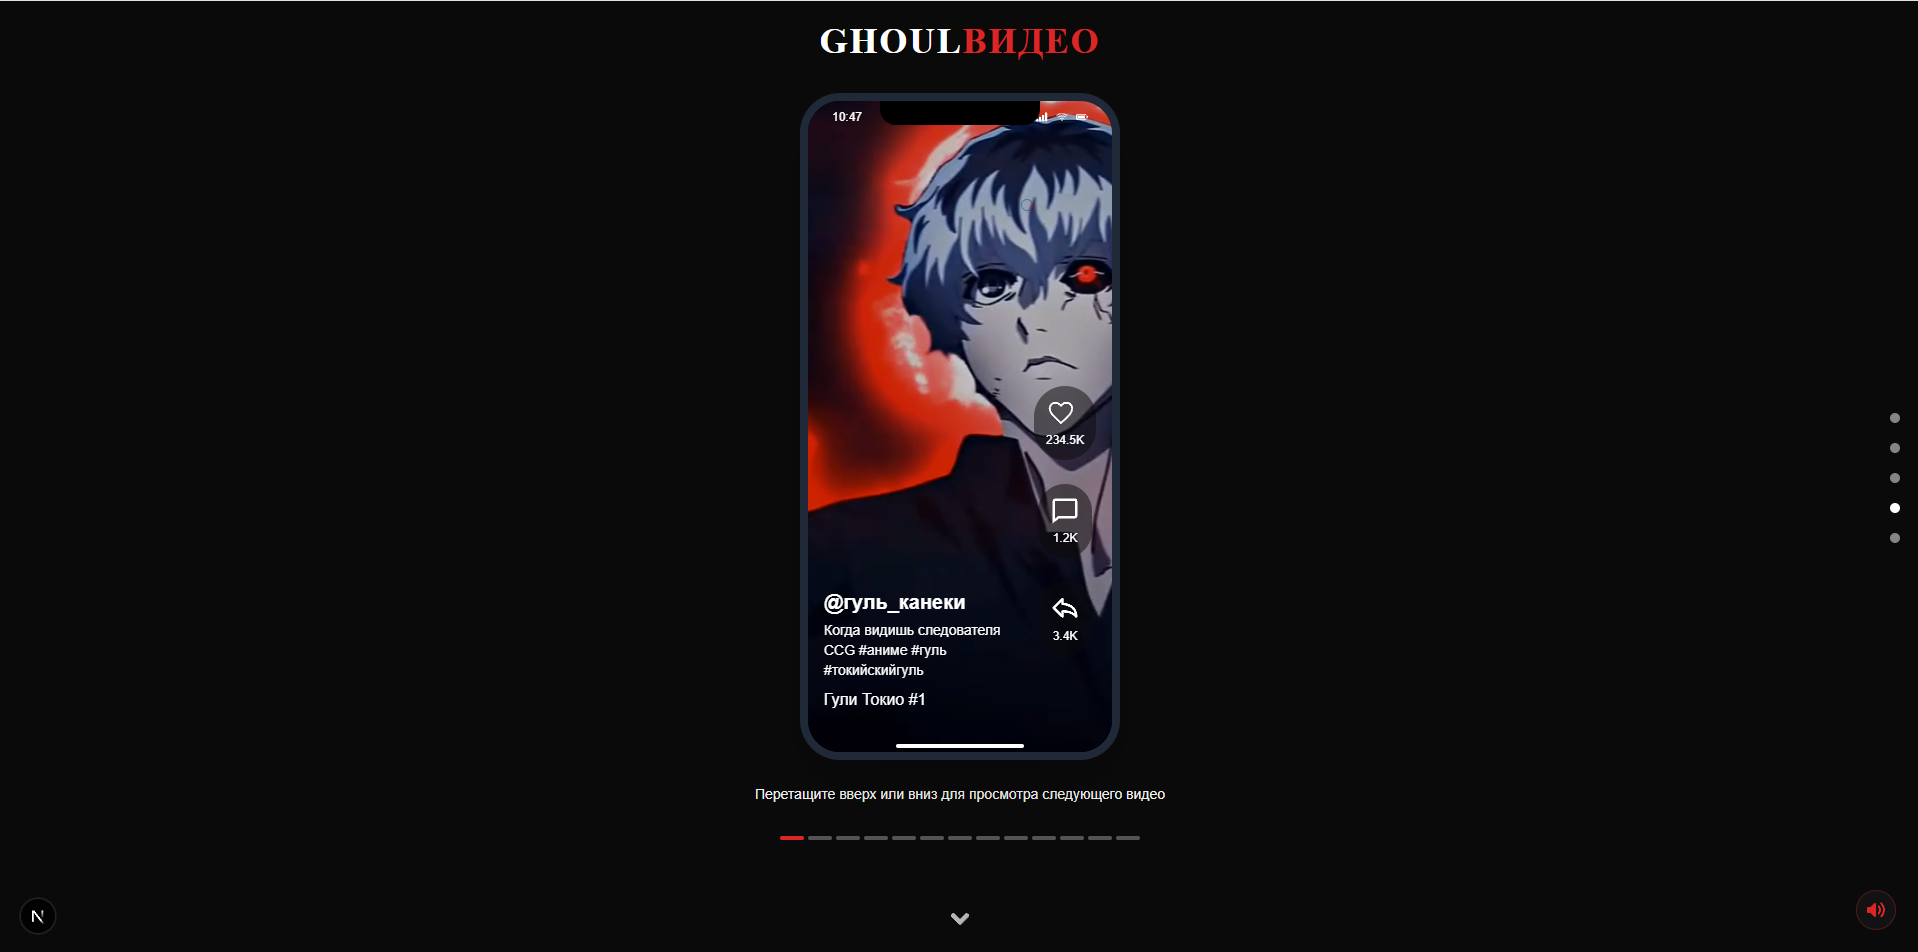 GHOULВИДЕО
10:47
234.5K
1.2K
3.4K
@гуль_канеки
Когда видишь следователя
CCG #аниме #гуль
#токийскийгуль
Гули Токио #1
Перетащите вверх или вниз для просмотра следующего видео
N